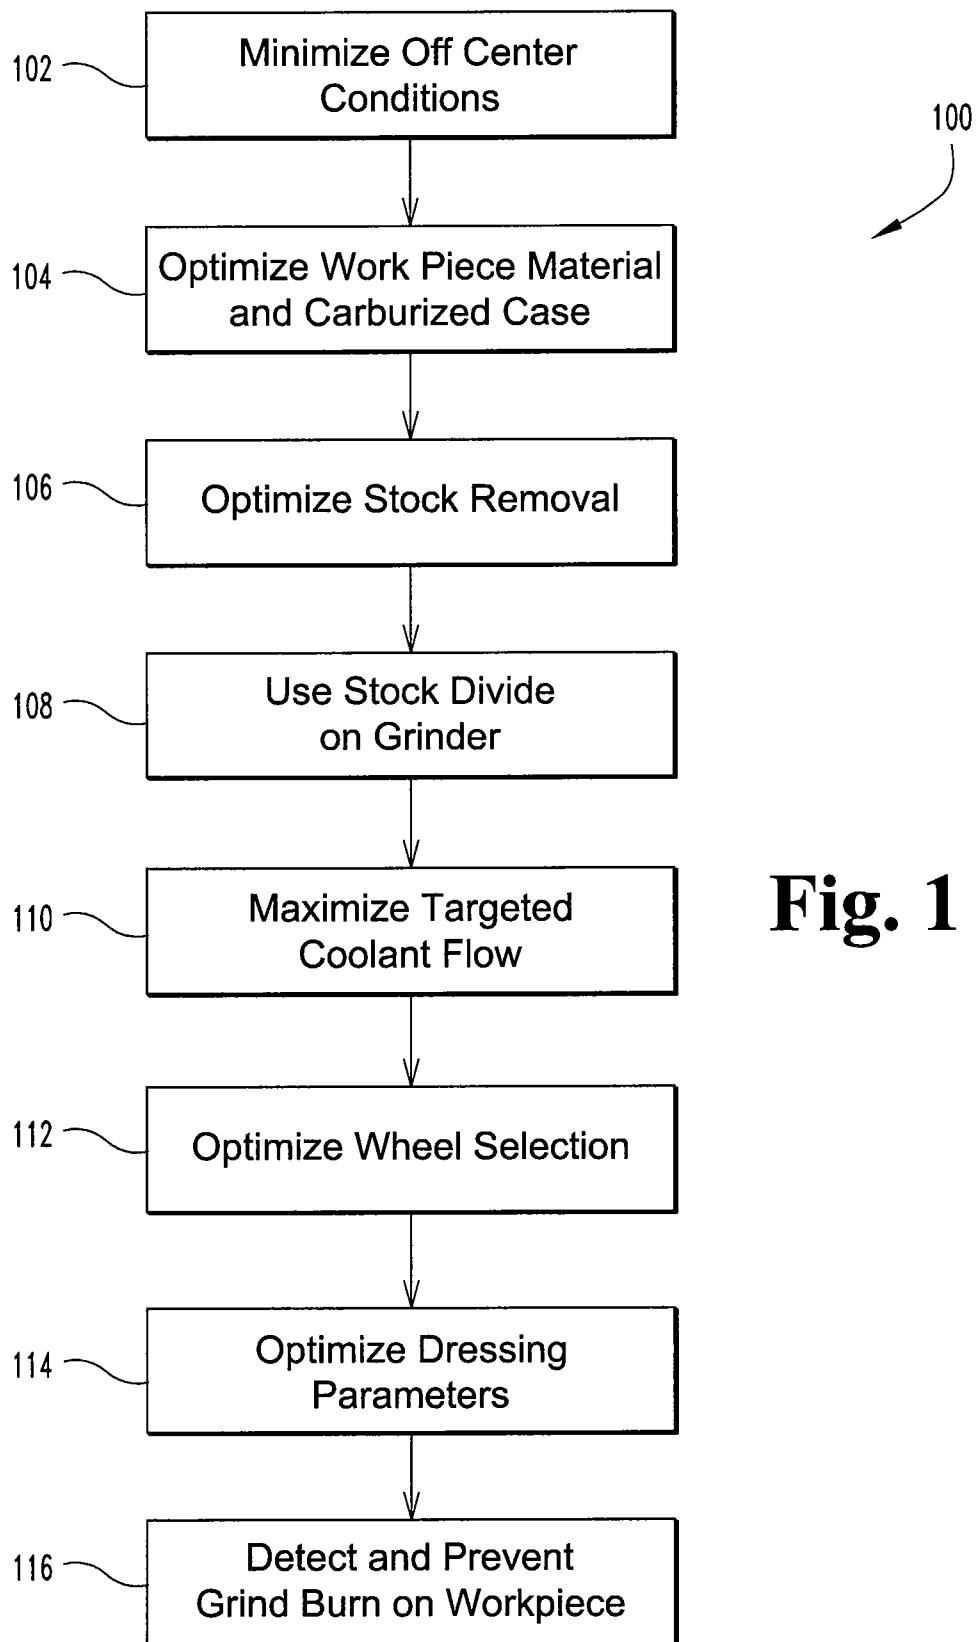 102
Minimize Off Center
Conditions
100
104
Optimize Work Piece Material
and Carburized Case
106
Optimize Stock Removal
108
Use Stock Divide
on Grinder
110
Maximize Targeted
Coolant Flow
Fig. 1
112
Optimize Wheel Selection
114
Optimize Dressing
Parameters
116
Detect and Prevent
Grind Burn on Workpiece